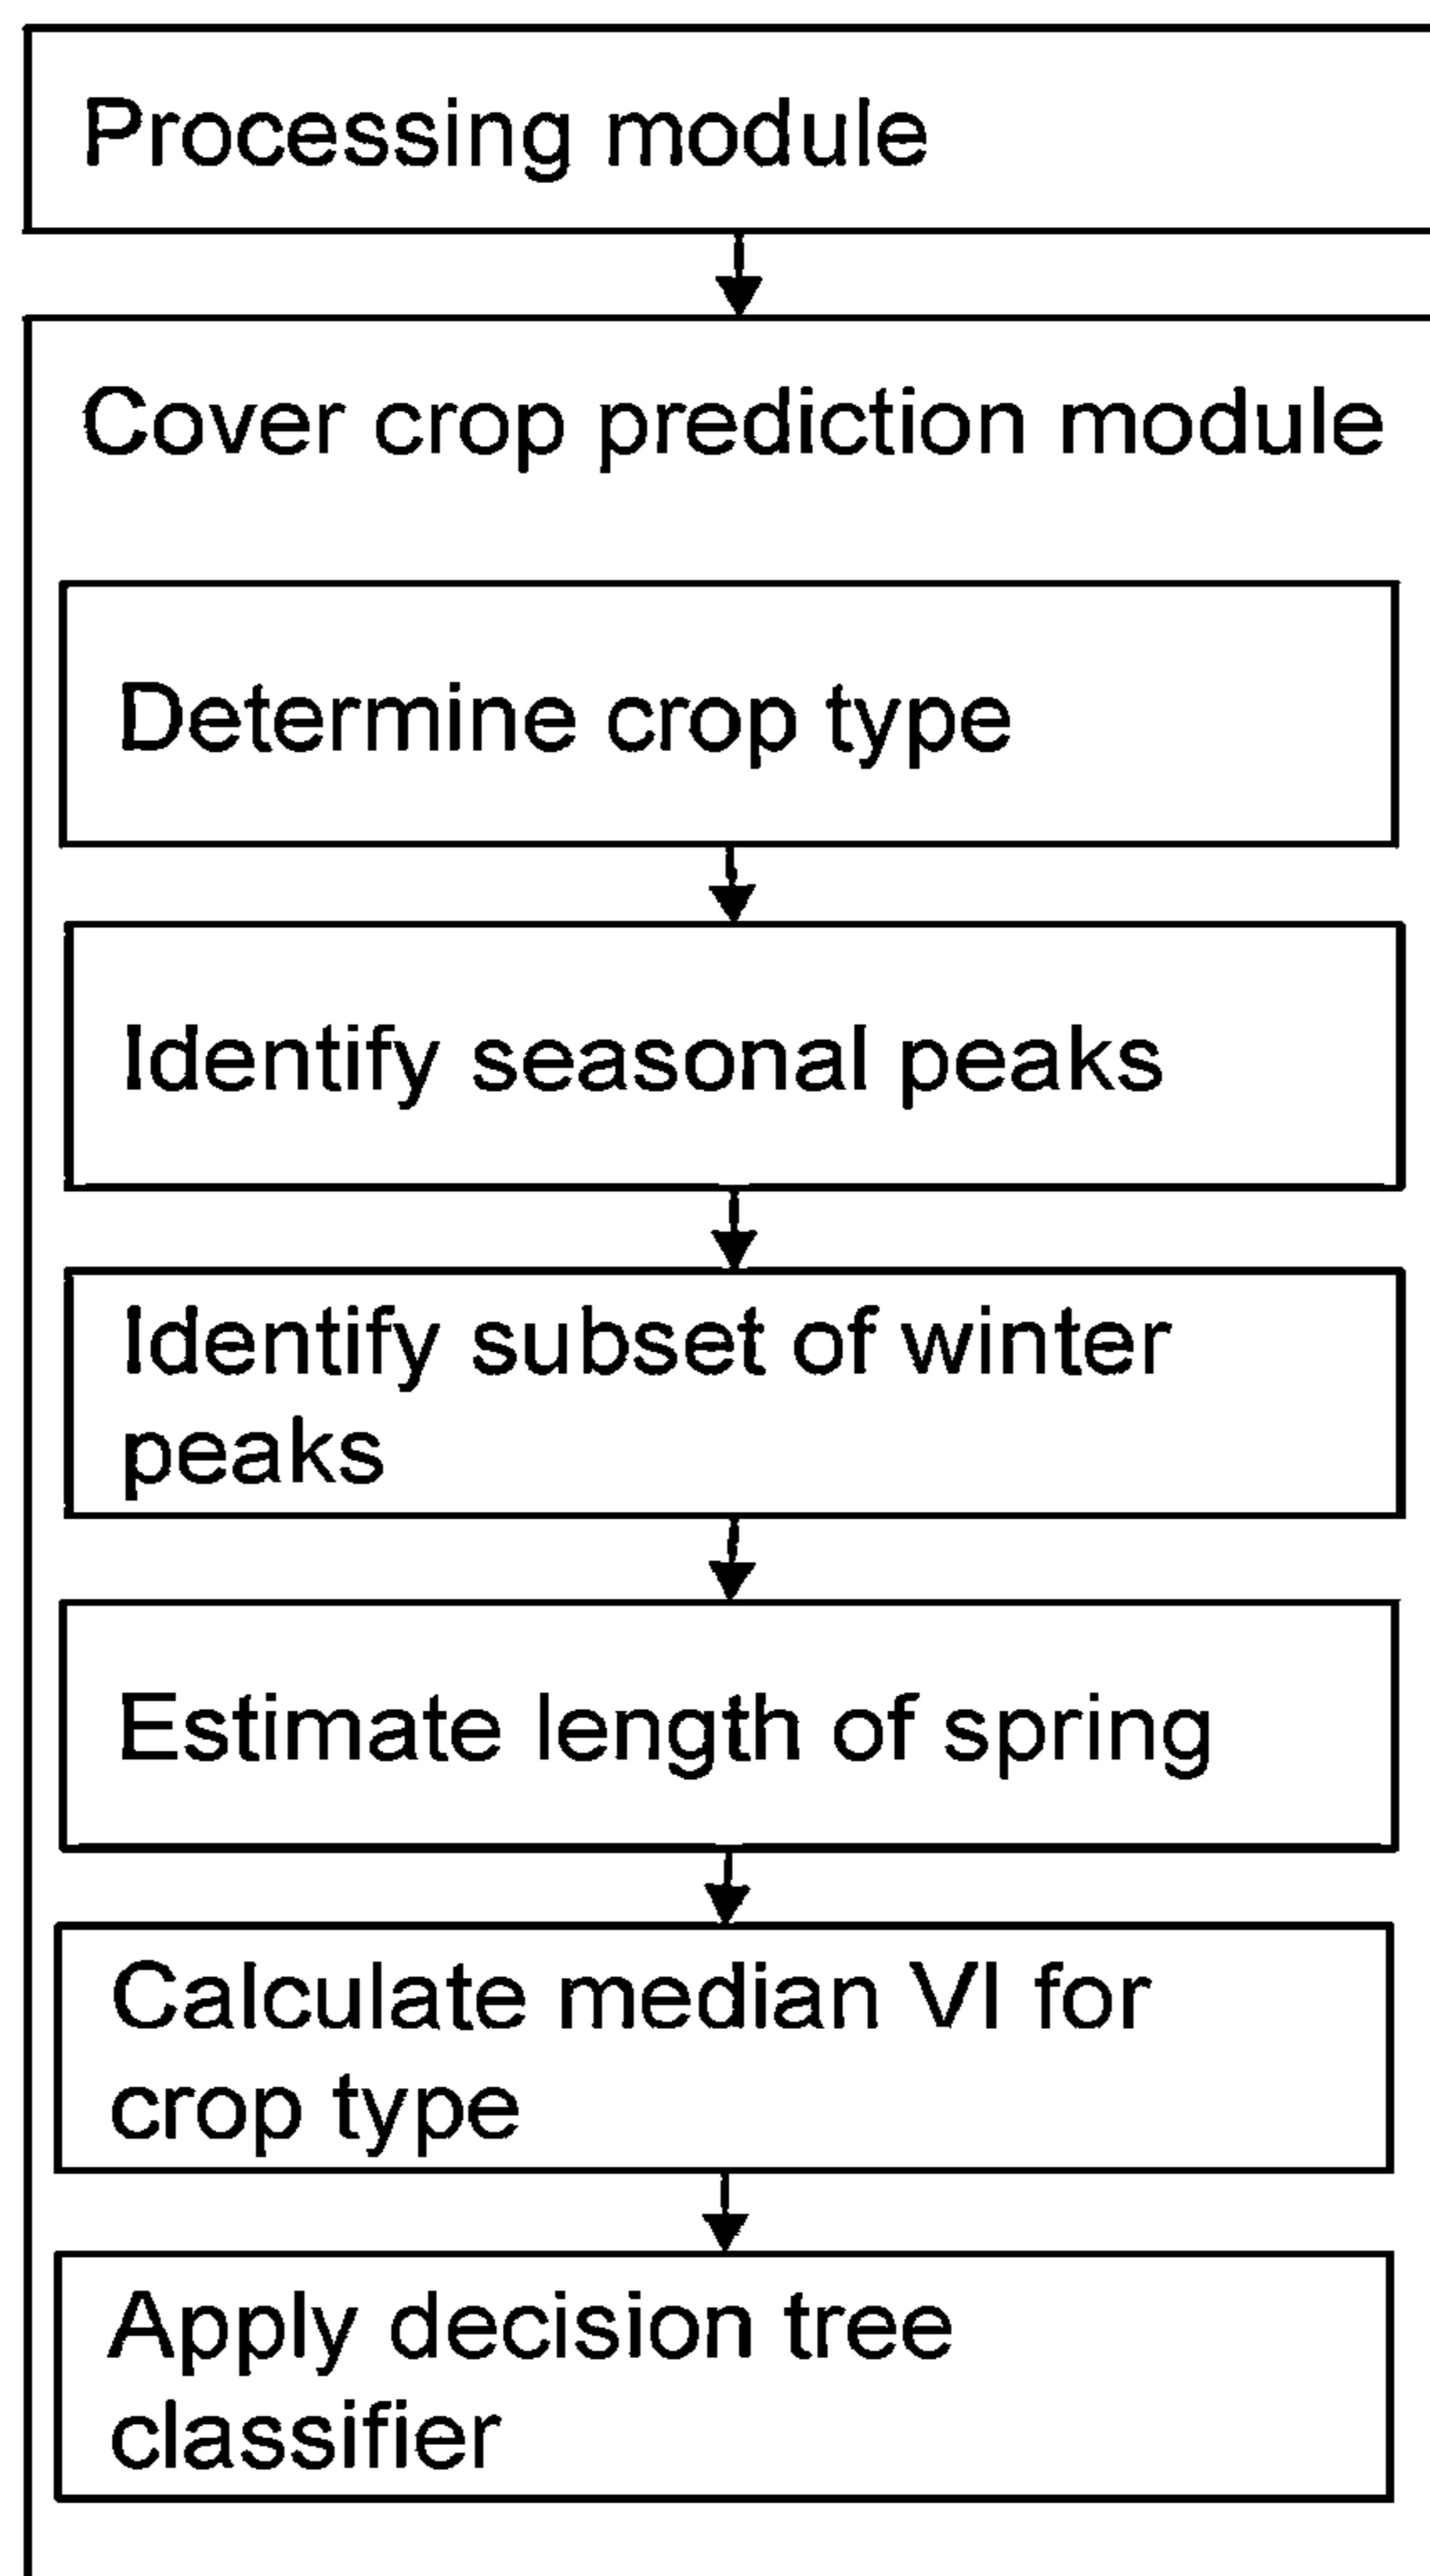 Processing module
Cover crop prediction module
Determine crop type
Identify seasonal peaks
Identify subset of winter
peaks
Estimate length of spring
Calculate median VI for
crop type
Apply decision tree
classifier